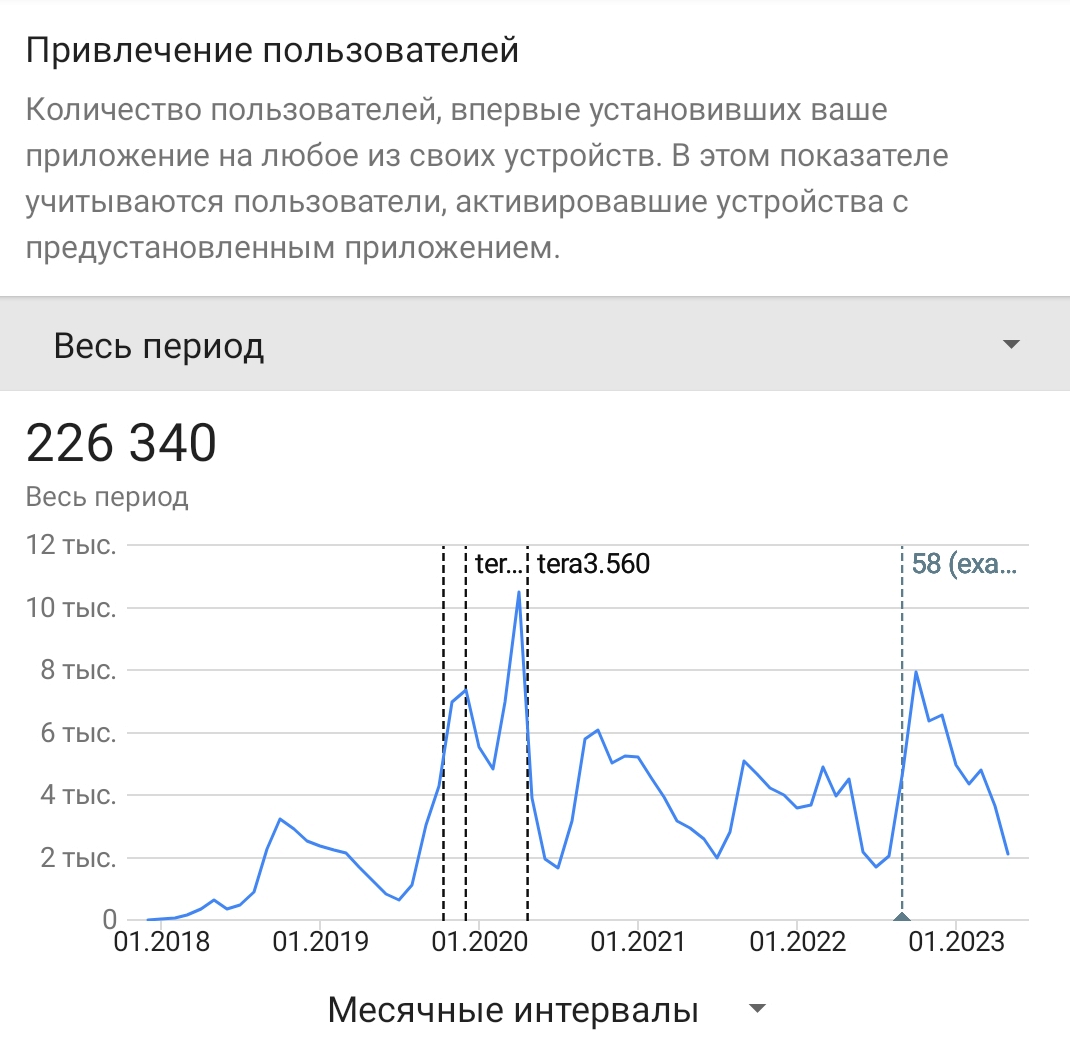 Привлечение пользователей
Количество пользователей, впервые установивших ваше
приложение на любое из своих устройств. В этом показателе
учитываются пользователи, активировавшие устройства с
предустановленным приложением.
Весь период
226 340
Весь период
12 тыс.
ter... tera3.560
58 (exa...
10 тыс.
8 тыс.
6 тыс.
4 тыс.
2 тыс.
0
01.2018 01.2019 01.2020 01.2021 01.2022 01.2023
Месячные интервалы